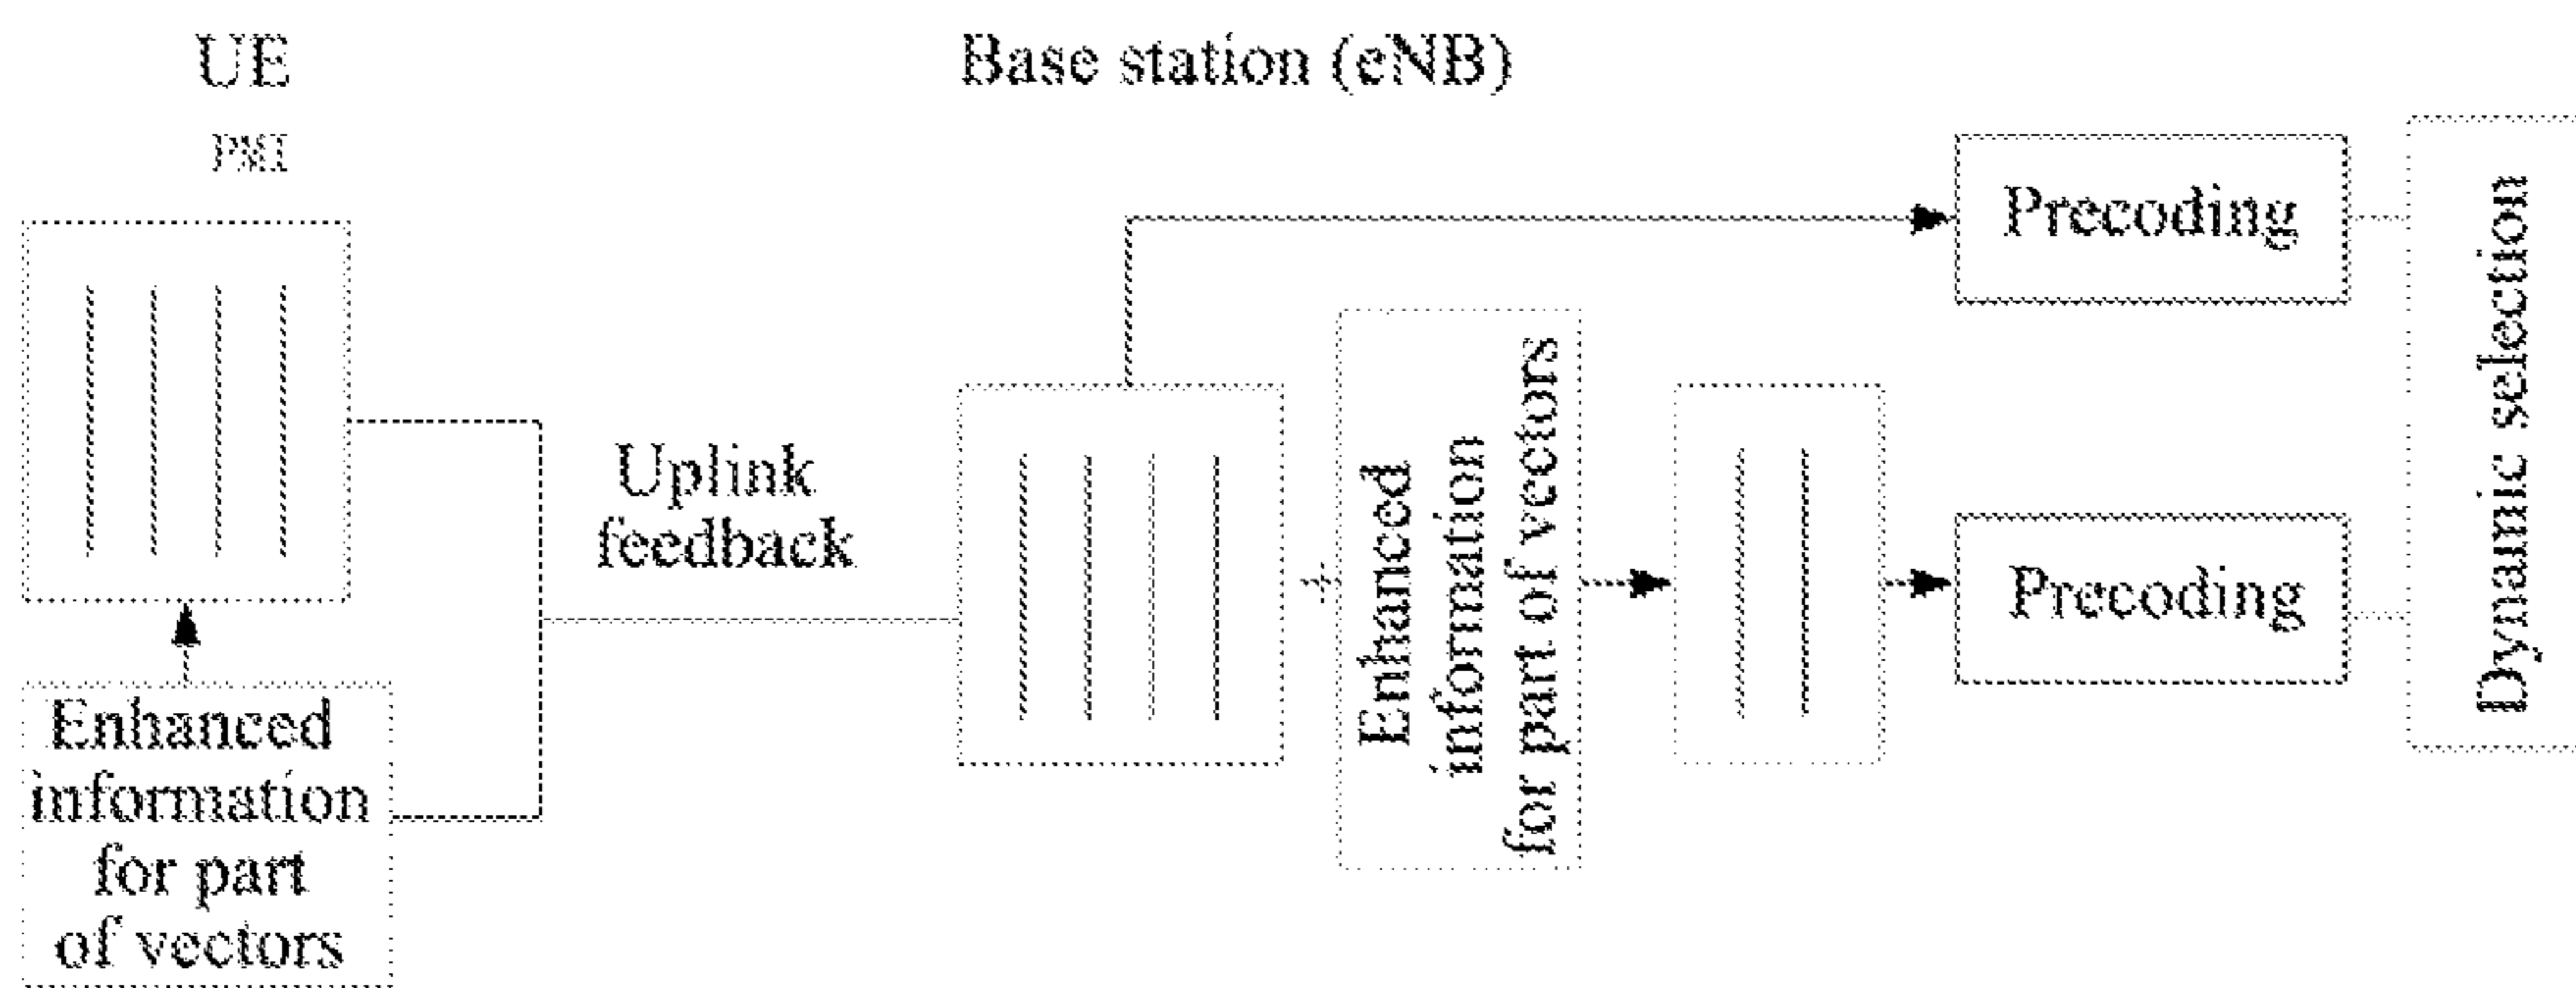 UE
PMI
Enhanced
information
for part
of vectors
Uplink
feedback
Base station (eNB)
Enhanced
information
for part of vectors
Precoding
Precoding
Dynamic selection